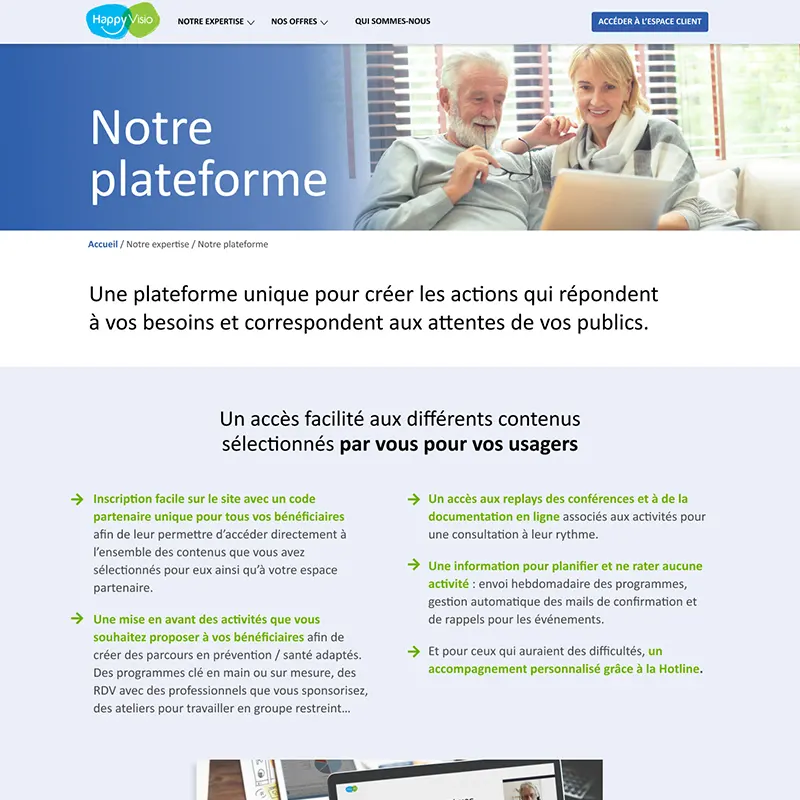 Happy Visio
NOTRE EXPERTISE
NOS OFFRES
QUI SOMMES-NOUS
ACCÉDER À L'ESPACE CLIENT
Notre
plateforme
Accueil / Notre expertise / Notre plateforme
Une plateforme unique pour créer les actions qui répondent
à vos besoins et correspondent aux attentes de vos publics.
Un accès facilité aux différents contenus
sélectionnés par vous pour vos usagers
Inscription facile sur le site avec un code
partenaire unique pour tous vos bénéficiaires
afin de leur permettre d'accéder directement à
l'ensemble des contenus que vous avez
sélectionnés pour eux ainsi qu'à votre espace
partenaire.
Une mise en avant des activités que vous
souhaitez proposer à vos bénéficiaires afin de
créer des parcours en prévention / santé adaptés.
Des programmes clé en main ou sur mesure, des
RDV avec des professionnels que vous sponsorisez,
des ateliers pour travailler en groupe restreint...
Un accès aux replays des conférences et à de la
documentation en ligne associés aux activités pour
une consultation à leur rythme.
Une information pour planifier et ne rater aucune
activité : envoi hebdomadaire des programmes,
gestion automatique des mails de confirmation et
de rappels pour les événements.
Et pour ceux qui auraient des difficultés, un
accompagnement personnalisé grâce à la Hotline.